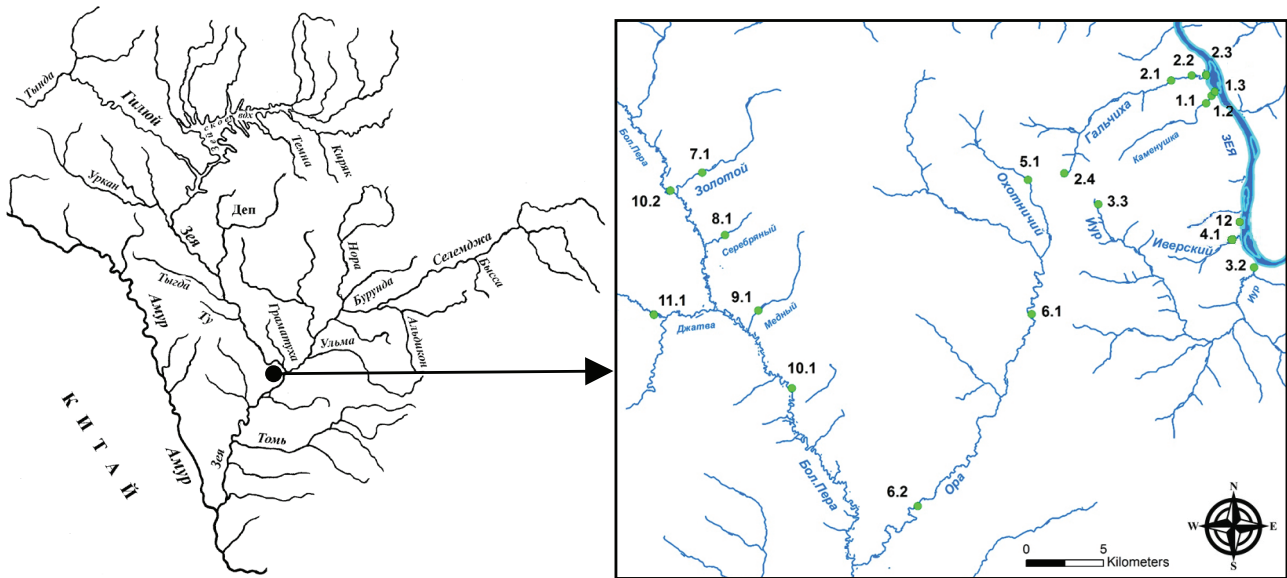 Тында
Гилюй
Зейское
вдх
Темна
Киряк
Уркан
Зея
Деп
Нора
Селемджа
Бурунда
Бысса
Тыгда
Ту
Амур
Граматуха
Ульма
Альдикон
КИТАЙ
Томь
Зея
Амур
Бол.Пера
7.1
Золотой
10.2
8.1
Серебряный
11.1
Джатва
9.1
Медный
10.1
Бол.Пера
6.2
Ора
6.1
5.1
Охотничий
2.4
3.3
Иур
2.1
2.2
2.3
Гальчиха
1.1
1.3
1.2
Каменушка
ЗЕЯ
12
4.1
Иверский
3.2
Иур
N
W
E
S
0
5
Kilometers